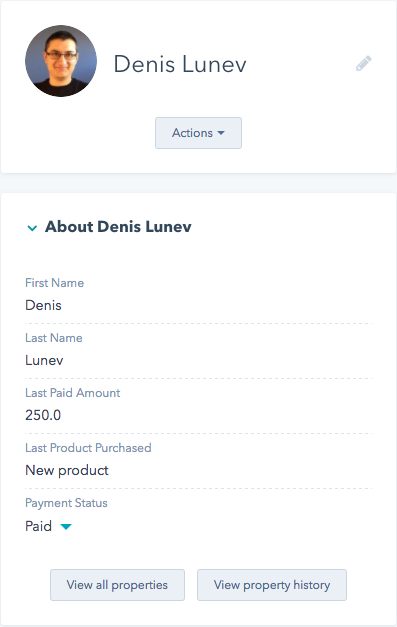 Denis Lunev
Actions
About Denis Lunev
First Name
Denis
Last Name
Lunev
Last Paid Amount
250.0
Last Product Purchased
New product
Payment Status
Paid
View all properties
View property history